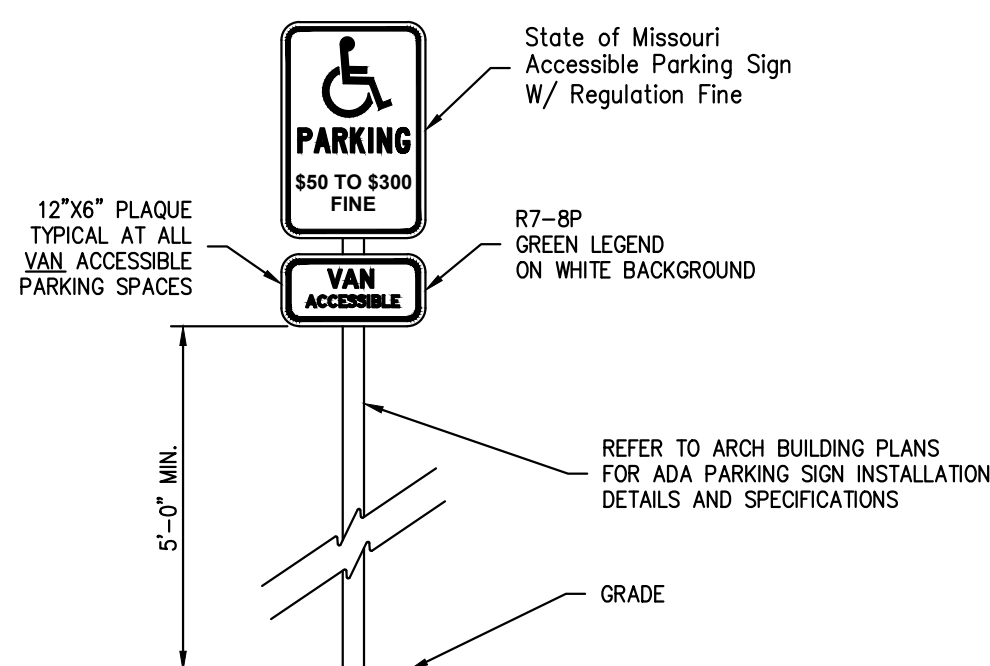 State of Missouri
Accessible Parking Sign
W/ Regulation Fine
PARKING
$50 TO $300
FINE
12"X6" PLAQUE
TYPICAL AT ALL
VAN ACCESSIBLE
PARKING SPACES
R7-8P
GREEN LEGEND
ON WHITE BACKGROUND
VAN
ACCESSIBLE
5'-0" MIN.
REFER TO ARCH BUILDING PLANS
FOR ADA PARKING SIGN INSTALLATION
DETAILS AND SPECIFICATIONS
GRADE